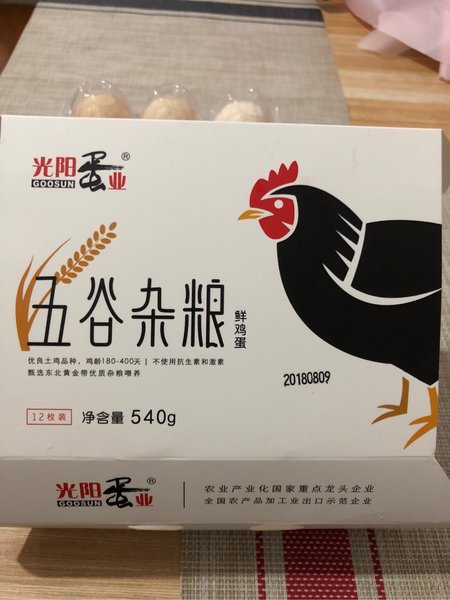 光阳蛋业®
GOOSUN
五谷杂粮
鲜鸡蛋
优良土鸡品种，鸡龄180-400天 | 不使用抗生素和激素
甄选东北黄金带优质杂粮喂养
20180809
12枚装 净含量 540g
光阳蛋业®
GOOSUN
农业产业化国家重点龙头企业
全国农产品加工业出口示范企业